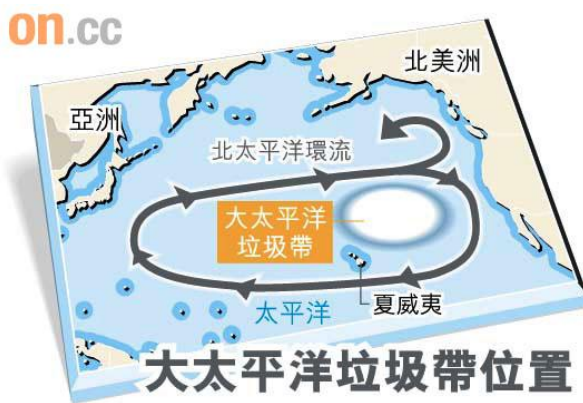 on.cc
北美洲
亞洲
北太平洋環流
大太平洋
垃圾帶
太平洋
夏威夷
大太平洋垃圾帶位置